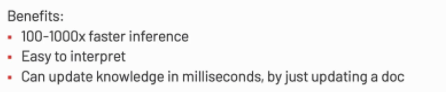 Benefits:
▪ 100-1000x faster inference
▪ Easy to interpret
▪ Can update knowledge in milliseconds, by just updating a doc